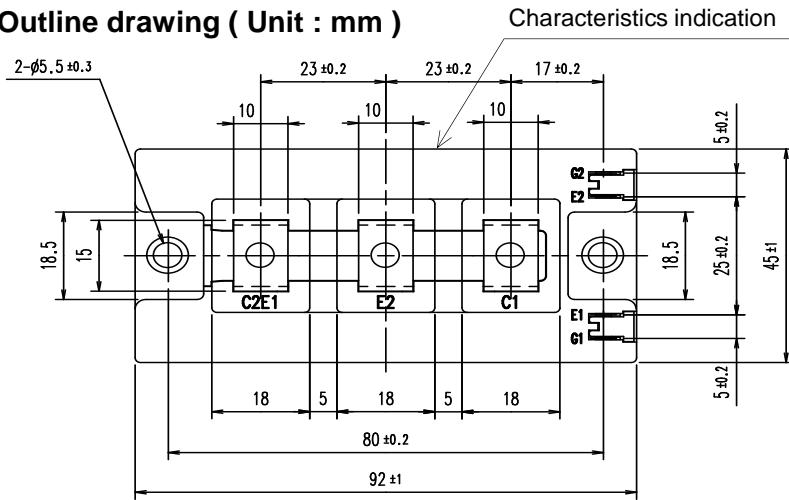 Outline drawing ( Unit : mm )
Characteristics indication
2-ø5.5 ±0.3
23 ±0.2
23 ±0.2
17 ±0.2
10
10
10
5 ±0.2
G2
E2
18.5
15
18.5
25 ±0.2
45 ±1
C2E1
E2
C1
E1
G1
5 ±0.2
18
5
18
5
18
80 ±0.2
92 ±1